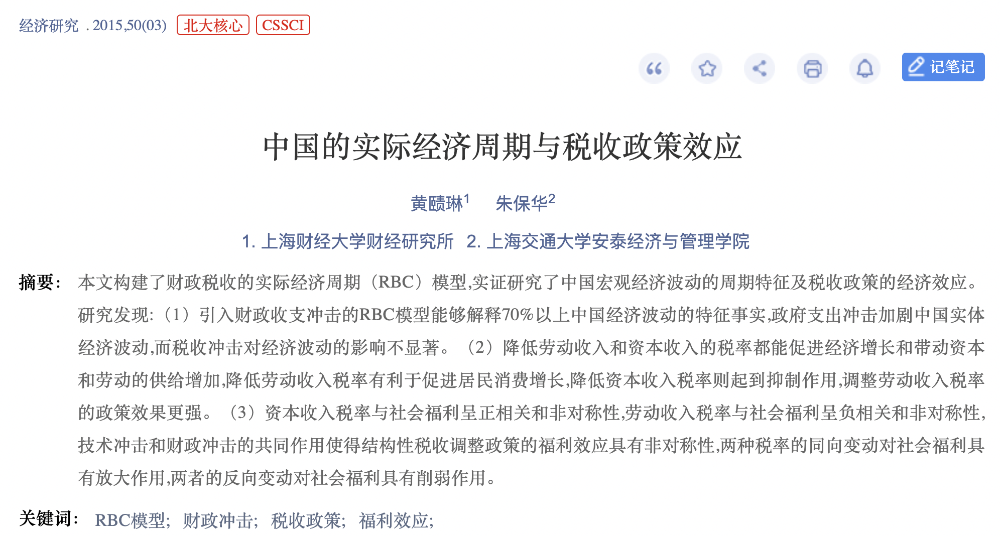 经济研究 . 2015,50(03) 北大核心 CSSCI
记笔记
中国的实际经济周期与税收政策效应
黄赜琳1 朱保华2
1. 上海财经大学财经研究所 2. 上海交通大学安泰经济与管理学院
摘要： 本文构建了财政税收的实际经济周期（RBC）模型,实证研究了中国宏观经济波动的周期特征及税收政策的经济效应。
研究发现:（1）引入财政收支冲击的RBC模型能够解释70%以上中国经济波动的特征事实,政府支出冲击加剧中国实体
经济波动,而税收冲击对经济波动的影响不显著。（2）降低劳动收入和资本收入的税率都能促进经济增长和带动资本
和劳动的供给增加,降低劳动收入税率有利于促进居民消费增长,降低资本收入税率则起到抑制作用,调整劳动收入税率
的政策效果更强。（3）资本收入税率与社会福利呈正相关和非对称性,劳动收入税率与社会福利呈负相关和非对称性,
技术冲击和财政冲击的共同作用使得结构性税收调整政策的福利效应具有非对称性,两种税率的同向变动对社会福利具
有放大作用,两者的反向变动对社会福利具有削弱作用。
关键词： RBC模型; 财政冲击; 税收政策; 福利效应;